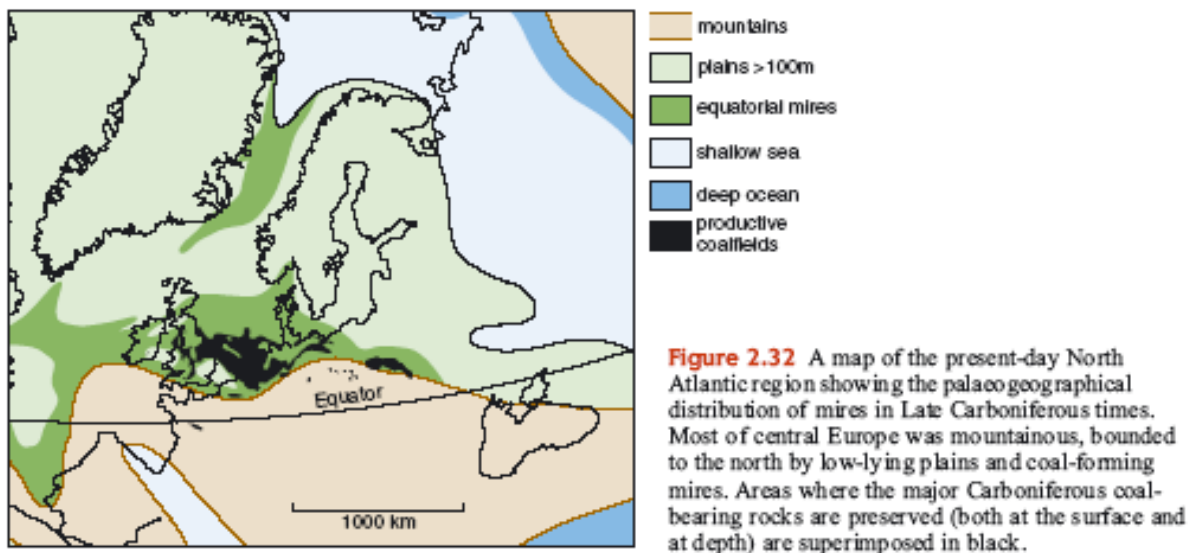 mountains
plains >100m
equatorial mires
shallow sea
deep ocean
productive
coalfields
Equator
1000 km
Figure 2.32 A map of the present-day North
Atlantic region showing the palaeogeographical
distribution of mires in Late Carboniferous times.
Most of central Europe was mountainous, bounded
to the north by low-lying plains and coal-forming
mires. Areas where the major Carboniferous coal-
bearing rocks are preserved (both at the surface and
at depth) are superimposed in black.